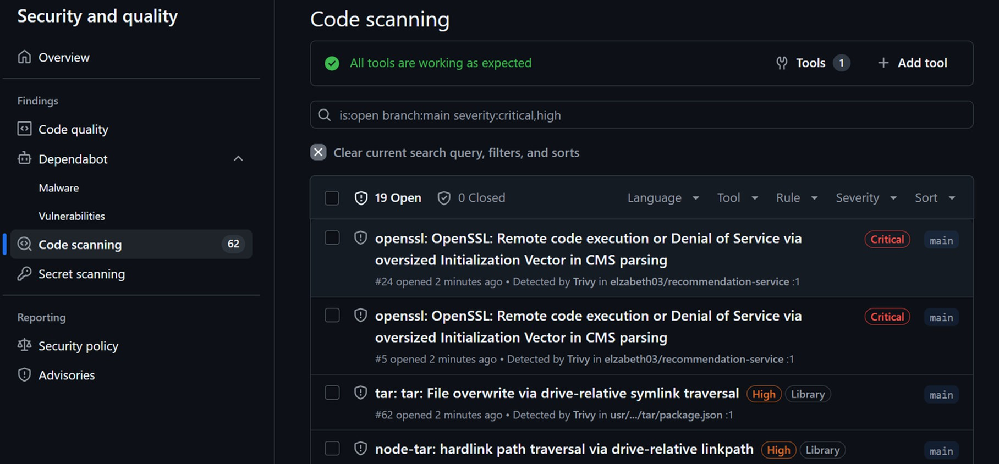 Security and quality
Overview
Findings
Code quality
Dependabot
Malware
Vulnerabilities
Code scanning 62
Secret scanning
Reporting
Security policy
Advisories
Code scanning
All tools are working as expected Tools 1 Add tool
is:open branch:main severity:critical,high
Clear current search query, filters, and sorts
19 Open 0 Closed Language Tool Rule Severity Sort
openssl: OpenSSL: Remote code execution or Denial of Service via Critical main
oversized Initialization Vector in CMS parsing
#24 opened 2 minutes ago • Detected by Trivy in elzabeth03/recommendation-service :1
openssl: OpenSSL: Remote code execution or Denial of Service via Critical main
oversized Initialization Vector in CMS parsing
#5 opened 2 minutes ago • Detected by Trivy in elzabeth03/recommendation-service :1
tar: tar: File overwrite via drive-relative symlink traversal High Library main
#62 opened 2 minutes ago • Detected by Trivy in usr/.../tar/package.json :1
node-tar: hardlink path traversal via drive-relative linkpath High Library main